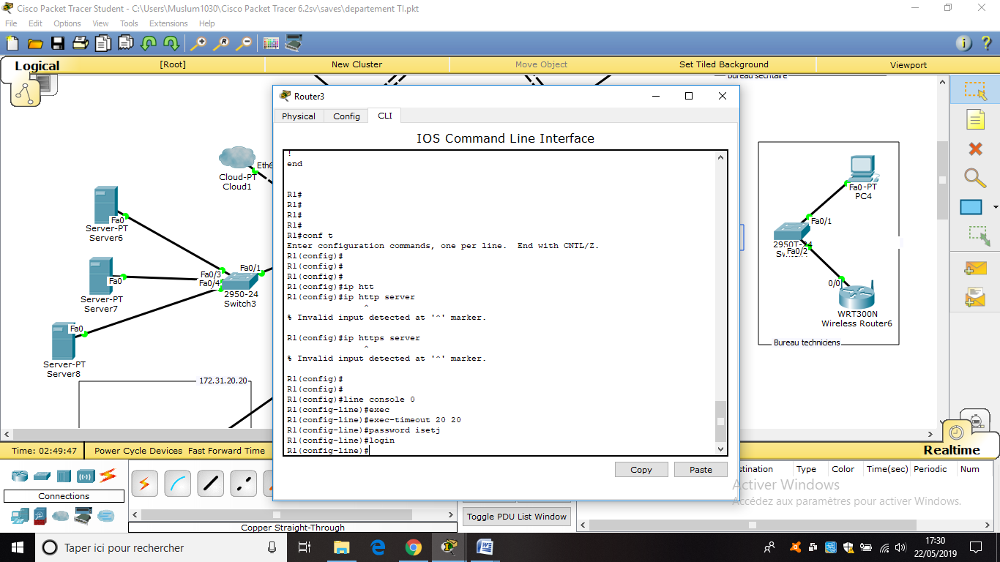 Cisco Packet Tracer Student - C:\Users\Muslum1030\Cisco Packet Tracer 6.2sv\saves\departement TI.pkt
File Edit Options View Tools Extensions Help
Logical
[Root]
New Cluster
Move Object
Set Tiled Background
Viewport
Bureau secritaire
Router3
Physical Config CLI
IOS Command Line Interface
!
end
R1#
R1#
R1#
R1#
R1#conf t
Enter configuration commands, one per line.  End with CNTL/Z.
R1(config)#
R1(config)#
R1(config)#
R1(config)#ip htt
R1(config)#ip http server
^
% Invalid input detected at '^' marker.
R1(config)#ip https server
^
% Invalid input detected at '^' marker.
R1(config)#
R1(config)#
R1(config)#line console 0
R1(config-line)#exec
R1(config-line)#exec-timeout 20 20
R1(config-line)#password isetj
R1(config-line)#login
R1(config-line)#
Copy
Paste
Eth6
Cloud-PT
Cloud1
Fa0
Server-PT
Server6
Fa0/1
Fa0/3
Fa0
Fa0/4
2950-24
Switch3
Server-PT
Server7
Fa0
Server-PT
Server8
172.31.20.20
Fa0 -PT
PC4
Fa0/1
2950T-24
Fa0/2
0/0
WRT300N
Wireless Router6
Bureau techniciens
Time: 02:49:47
Power Cycle Devices Fast Forward Time
Realtime
Connections
Copper Straight-Through
Toggle PDU List Window
stination Type Color Time(sec) Periodic Num
Activer Windows
Accédez aux paramètres pour activer Windows.
Taper ici pour rechercher
17:30
22/05/2019